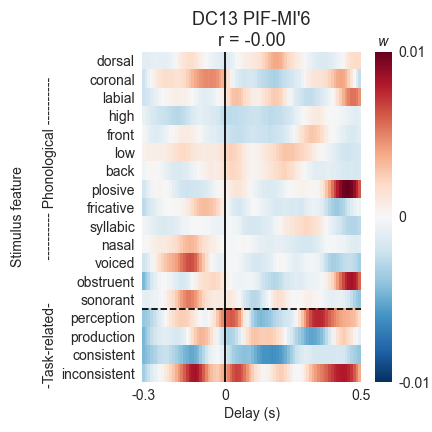 DC13 PIF-MI'6
r = -0.00
w
dorsal
coronal
labial
high
front
low
back
plosive
fricative
syllabic
nasal
voiced
obstruent
sonorant
perception
production
consistent
inconsistent
Stimulus feature
-Task-related- ----------- Phonological ----------
0.01
0
-0.01
-0.3 0 0.5
Delay (s)